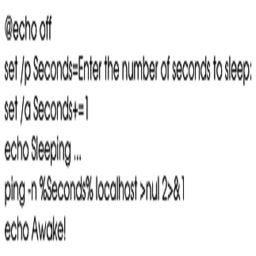 @echo off
set /p Seconds=Enter the number of seconds to sleep:
set /a Seconds+=1
echo Sleeping ...
ping -n %Seconds% localhost >nul 2>&1
echo Awake!